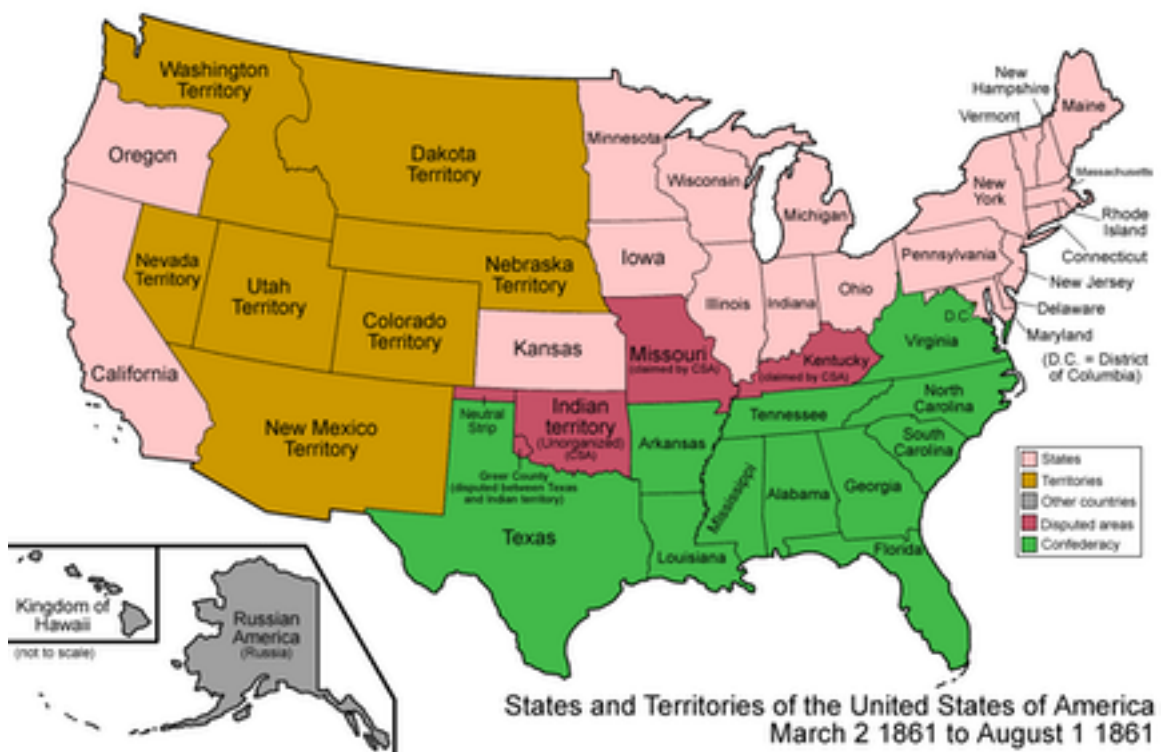 Washington
Territory
Oregon
Dakota
Territory
Minnesota
Wisconsin
Michigan
New
Hampshire
Vermont
Maine
Massachusetts
New
York
Rhode
Island
Connecticut
Pennsylvania
New Jersey
Delaware
Maryland
(D.C. = District
of Columbia)
D.C.
Nevada
Territory
Utah
Territory
Nebraska
Territory
Colorado
Territory
Iowa
Illinois
Indiana
Ohio
Kansas
Missouri
(claimed by CSA)
Kentucky
(claimed by CSA)
Virginia
California
New Mexico
Territory
Neutral
Strip
Indian
territory
(Unorganized)
(CSA)
Greer County
(disputed between Texas
and Indian territory)
Arkansas
Tennessee
North
Carolina
South
Carolina
Mississippi
Alabama
Georgia
Texas
Louisiana
Florida
States
Territories
Other countries
Disputed areas
Confederacy
Kingdom of
Hawaii
(not to scale)
Russian
America
(Russia)
States and Territories of the United States of America
March 2 1861 to August 1 1861